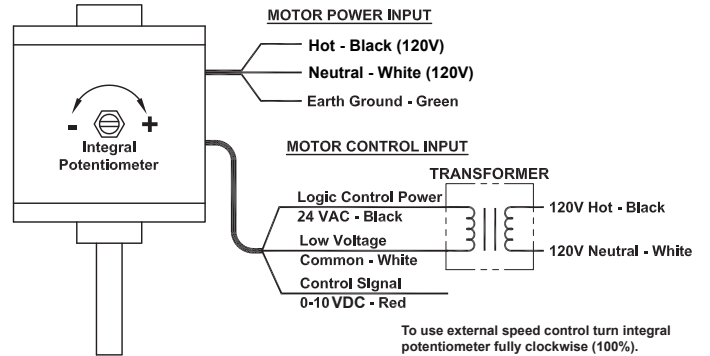 MOTOR POWER INPUT
Hot - Black (120V)
Neutral - White (120V)
Earth Ground - Green
- +
Integral
Potentiometer
MOTOR CONTROL INPUT
TRANSFORMER
Logic Control Power
24 VAC - Black
120V Hot - Black
Low Voltage
Common - White
120V Neutral - White
Control Signal
0-10 VDC - Red
To use external speed control turn integral
potentiometer fully clockwise (100%).